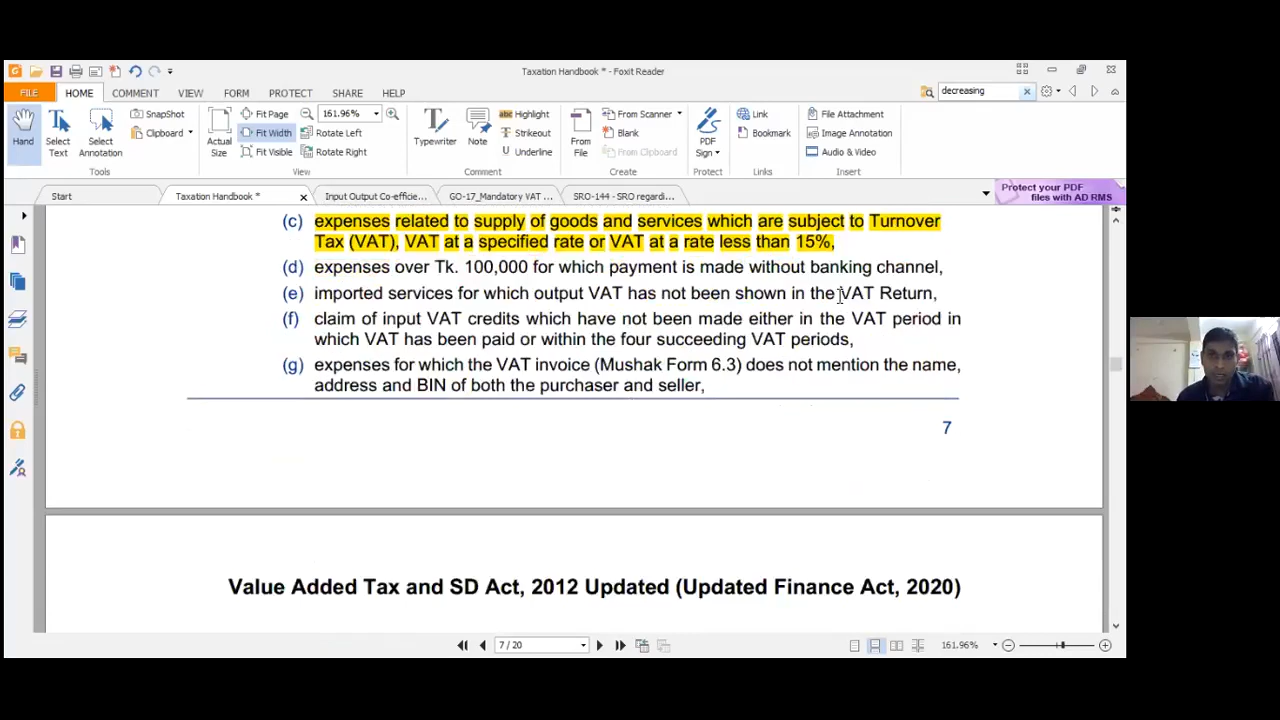 Taxation Handbook * - Foxit Reader
FILE HOME COMMENT VIEW FORM PROTECT SHARE HELP
decreasing
Hand
Select Text
Select Annotation
SnapShot
Clipboard
Tools
Actual Size
Fit Page
Fit Width
Fit Visible
161.96%
Rotate Left
Rotate Right
View
Typewriter
Note
Highlight
Strikeout
Underline
Comment
From File
From Scanner
Blank
From Clipboard
Create
PDF Sign
Protect
Link
Bookmark
Links
File Attachment
Image Annotation
Audio & Video
Insert
Start
Taxation Handbook *
Input Output Co-efficie...
GO-17_Mandatory VAT ...
SRO-144 - SRO regardi...
Protect your PDF
files with AD RMS
(c) expenses related to supply of goods and services which are subject to Turnover
Tax (VAT), VAT at a specified rate or VAT at a rate less than 15%,
(d) expenses over Tk. 100,000 for which payment is made without banking channel,
(e) imported services for which output VAT has not been shown in the VAT Return,
(f) claim of input VAT credits which have not been made either in the VAT period in
which VAT has been paid or within the four succeeding VAT periods,
(g) expenses for which the VAT invoice (Mushak Form 6.3) does not mention the name,
address and BIN of both the purchaser and seller,
7
Value Added Tax and SD Act, 2012 Updated (Updated Finance Act, 2020)
7 / 20
161.96%